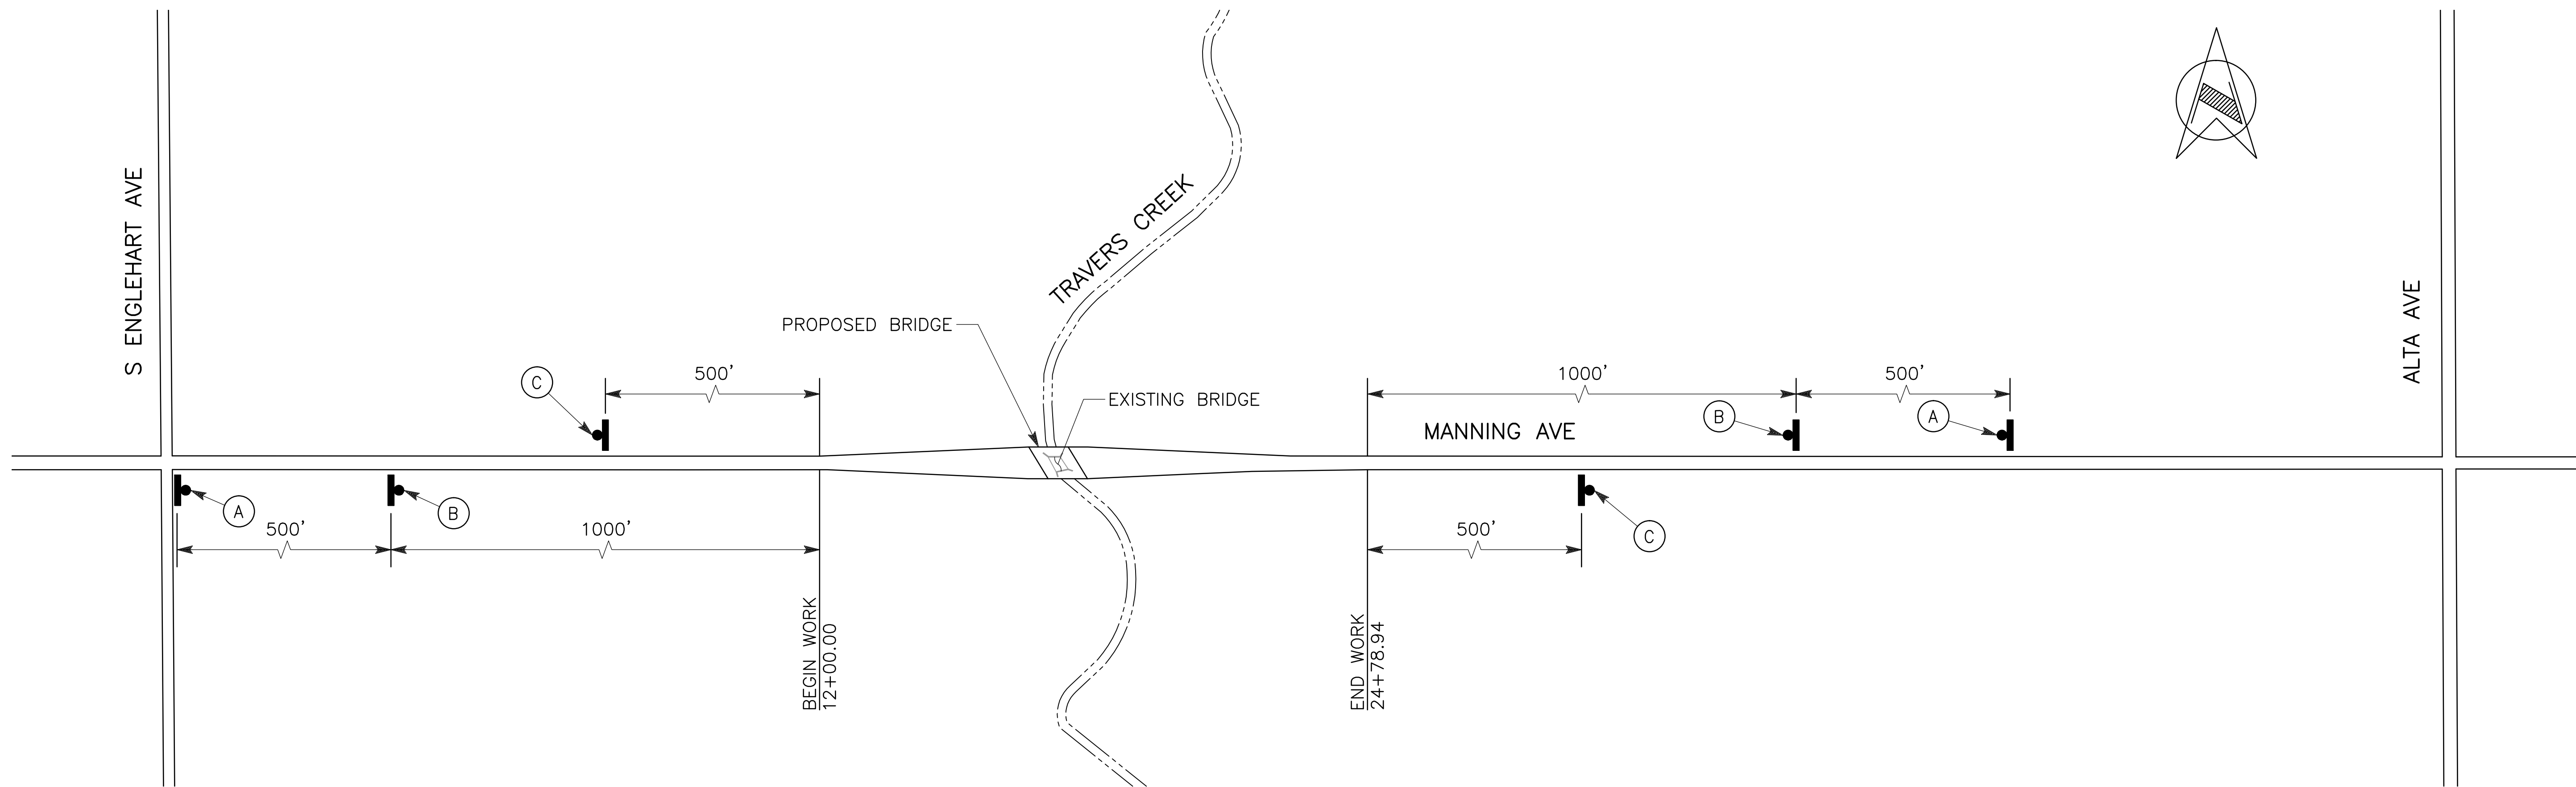 S ENGLEHART AVE
TRAVERS CREEK
PROPOSED BRIDGE
EXISTING BRIDGE
C
500'
1000'
500'
MANNING AVE
B
A
ALTA AVE
A
B
500'
1000'
500'
C
BEGIN WORK
12+00.00
END WORK
24+78.94